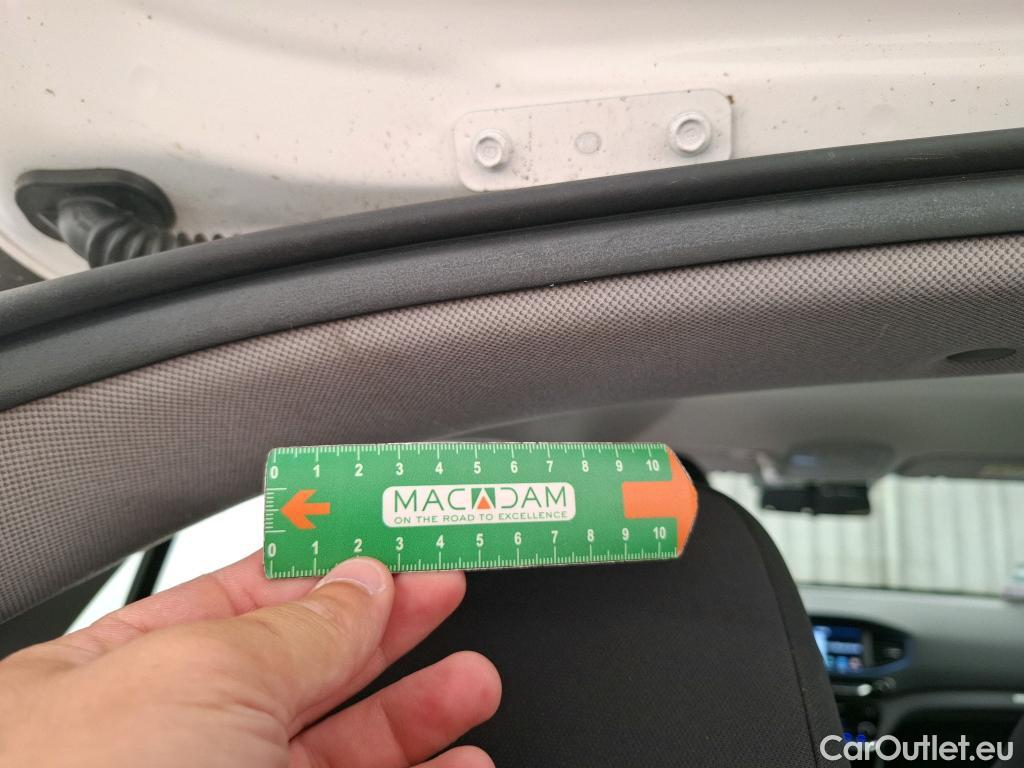 0 1 2 3 4 5 6 7 8 9 10
MACADAM
ON THE ROAD TO EXCELLENCE
0 1 2 3 4 5 6 7 8 9 10
CarOutlet.eu